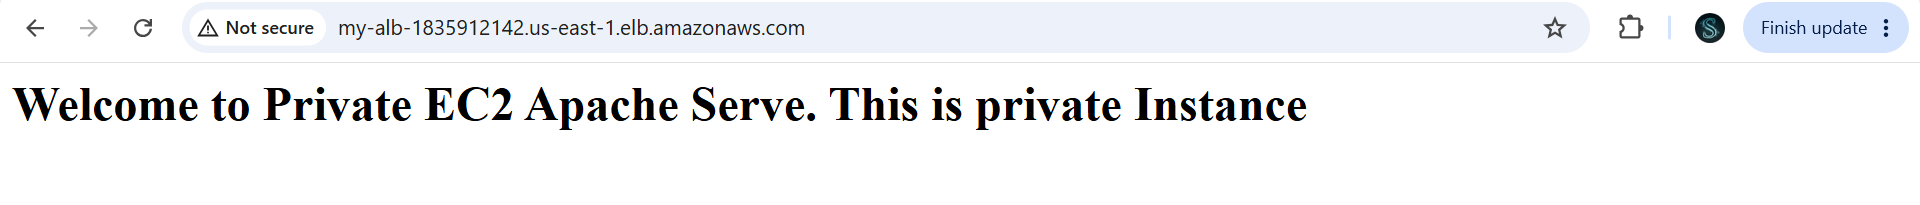 Not secure my-alb-1835912142.us-east-1.elb.amazonaws.com Finish update
Welcome to Private EC2 Apache Serve. This is private Instance